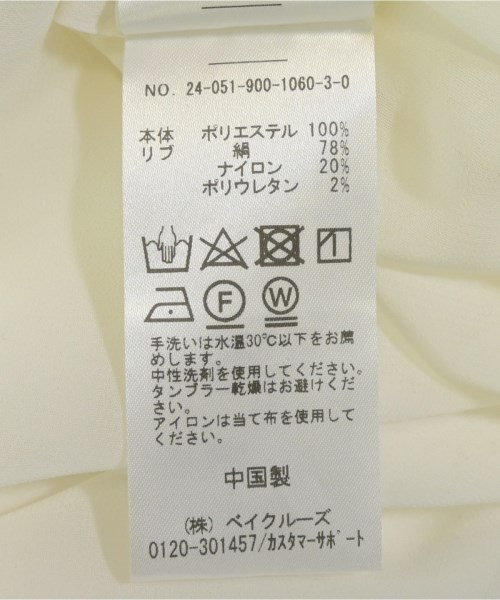 NO. 24-051-900-1060-3-0
本体 ポリエステル 100%
リブ 絹 78%
ナイロン 20%
ポリウレタン 2%
F W
手洗いは水温30℃以下をお薦
めします。
中性洗剤を使用してください。
タンブラー乾燥はお避けくだ
さい。
アイロンは当て布を使用して
ください。
中国製
(株) ベイクルーズ
0120-301457/カスタマーサポート